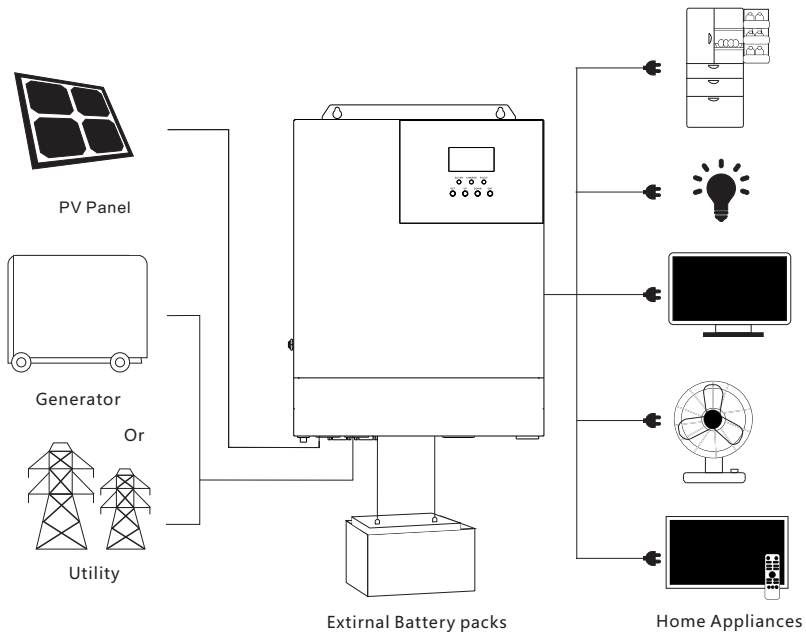 PV Panel
Generator
Or
Utility
Extirnal Battery packs
Home Appliances